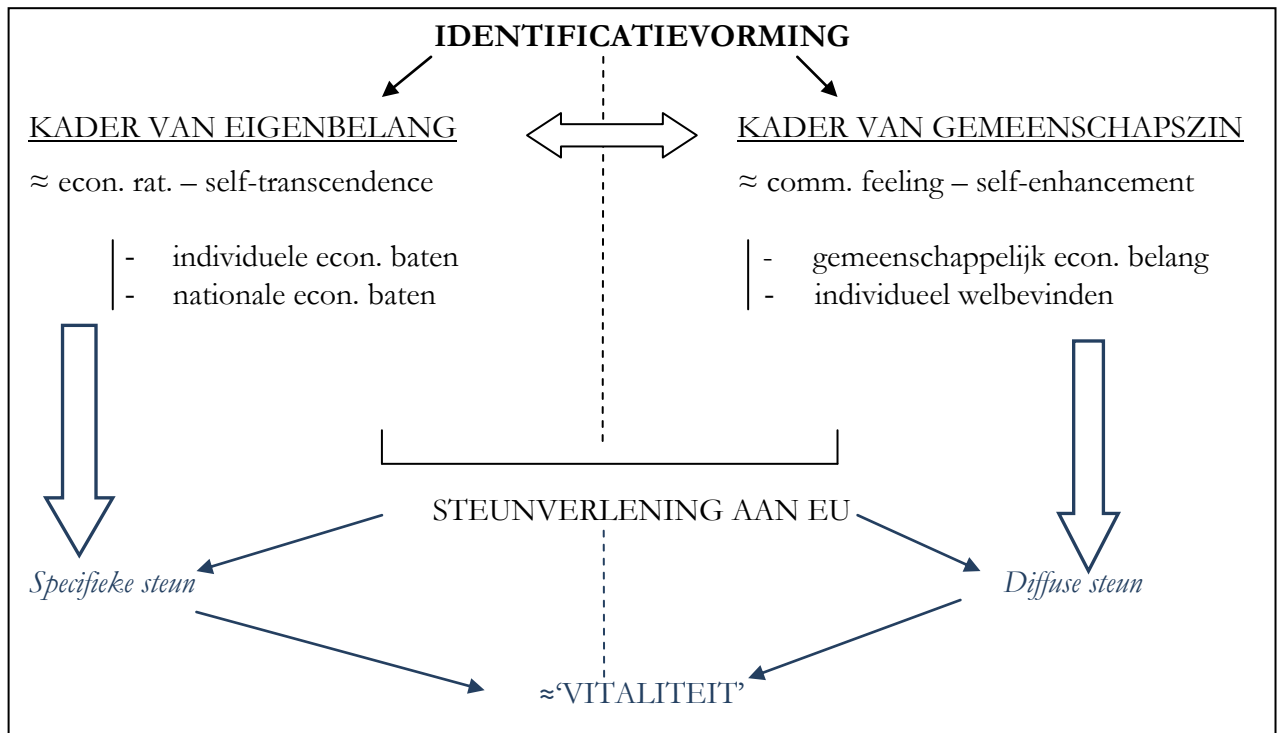 IDENTIFICATIEVORMING
KADER VAN EIGENBELANG
≈ econ. rat. – self-transcendence
- individuele econ. baten
- nationale econ. baten
KADER VAN GEMEENSCHAPSZIN
≈ comm. feeling – self-enhancement
- gemeenschappelijk econ. belang
- individueel welbevinden
STEUNVERLENING AAN EU
Specifieke steun
Diffuse steun
≈‘VITALITEIT’